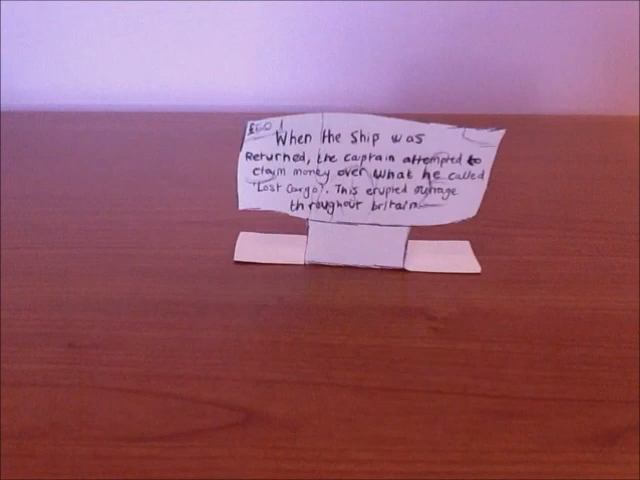 £60!
When the Ship was
Returned, the captain attempted to
claim money over what he called
'Lost Cargo'. This erupted outrage
throughout britain